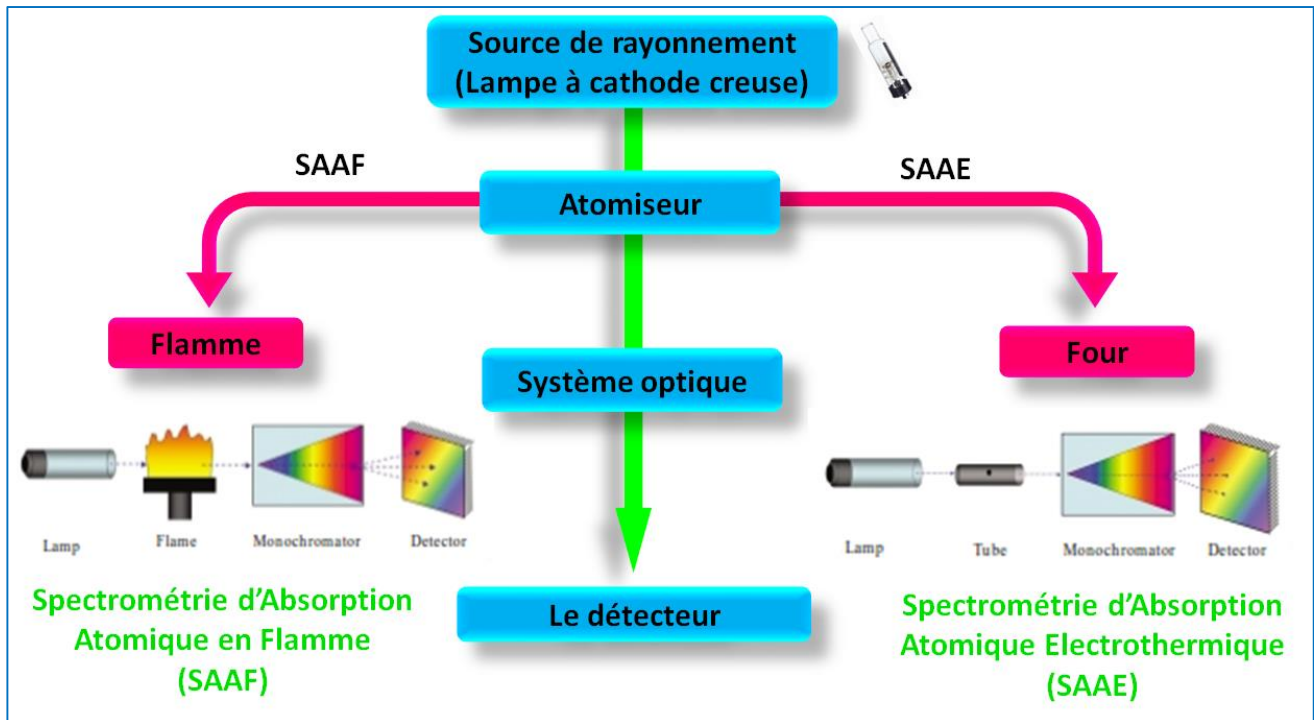 Source de rayonnement
(Lampe à cathode creuse)
SAAF
SAAE
Atomiseur
Flamme
Four
Système optique
Lamp
Flame
Monochromator
Detector
Lamp
Tube
Monochromator
Detector
Spectrométrie d’Absorption
Atomique en Flamme
(SAAF)
Le détecteur
Spectrométrie d’Absorption
Atomique Electrothermique
(SAAE)